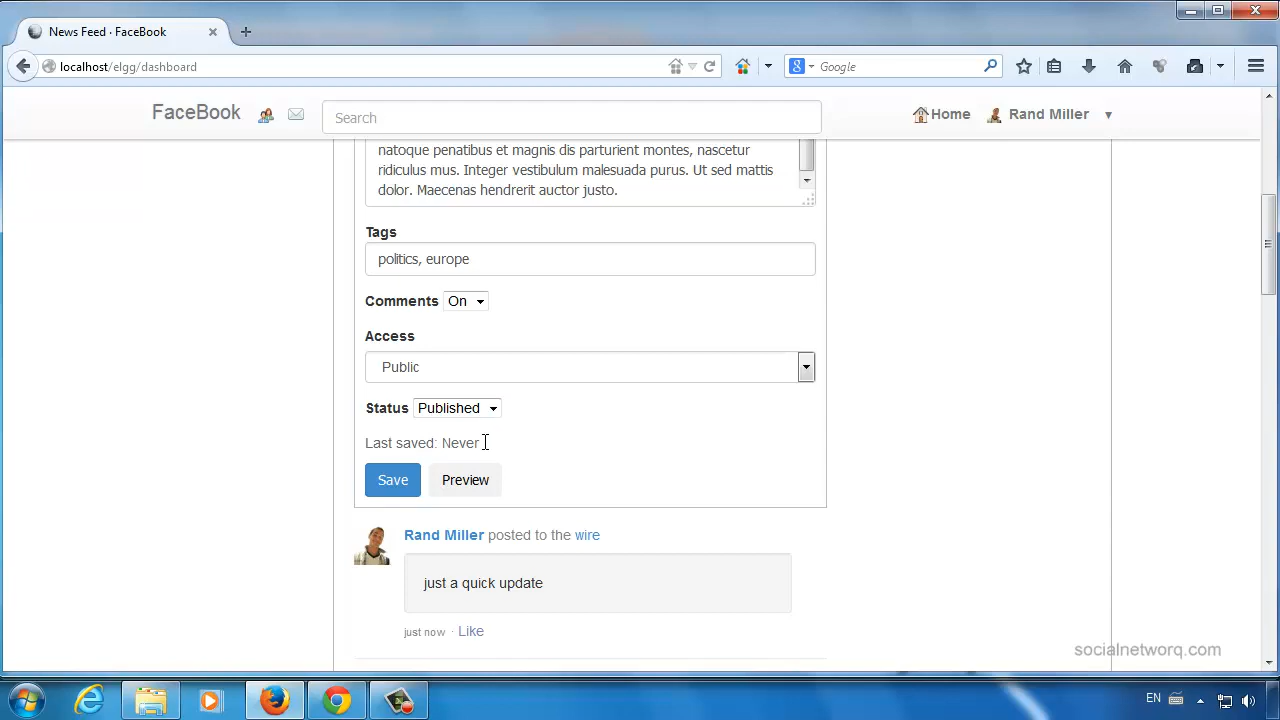 News Feed · FaceBook
localhost/elgg/dashboard
Google
FaceBook
Search
Home
Rand Miller
natoque penatibus et magnis dis parturient montes, nascetur
ridiculus mus. Integer vestibulum malesuada purus. Ut sed mattis
dolor. Maecenas hendrerit auctor justo.
Tags
politics, europe
Comments On
Access
Public
Status Published
Last saved: Never
Save Preview
Rand Miller posted to the wire
just a quick update
just now · Like
socialnetworq.com
EN